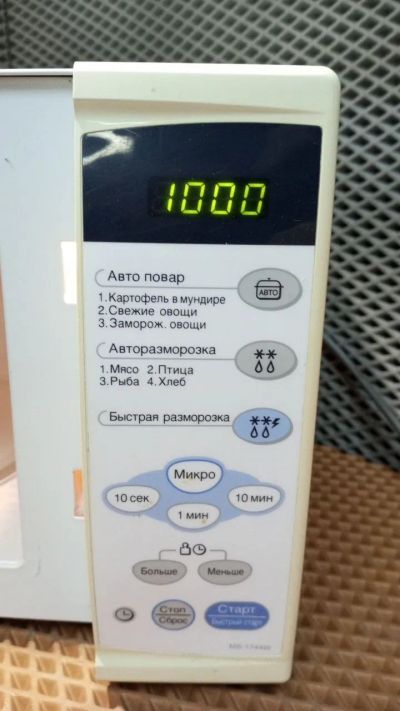 1000
Авто повар
АВТО
1.Картофель в мундире
2.Свежие овощи
3. Заморож. овощи
Авторазморозка
1.Мясо 2.Птица
3.Рыба 4.Хлеб
Быстрая разморозка
Микро
10 сек
10 мин
1 мин
Больше
Меньше
Стоп
Сброс
Старт
Быстрый старт